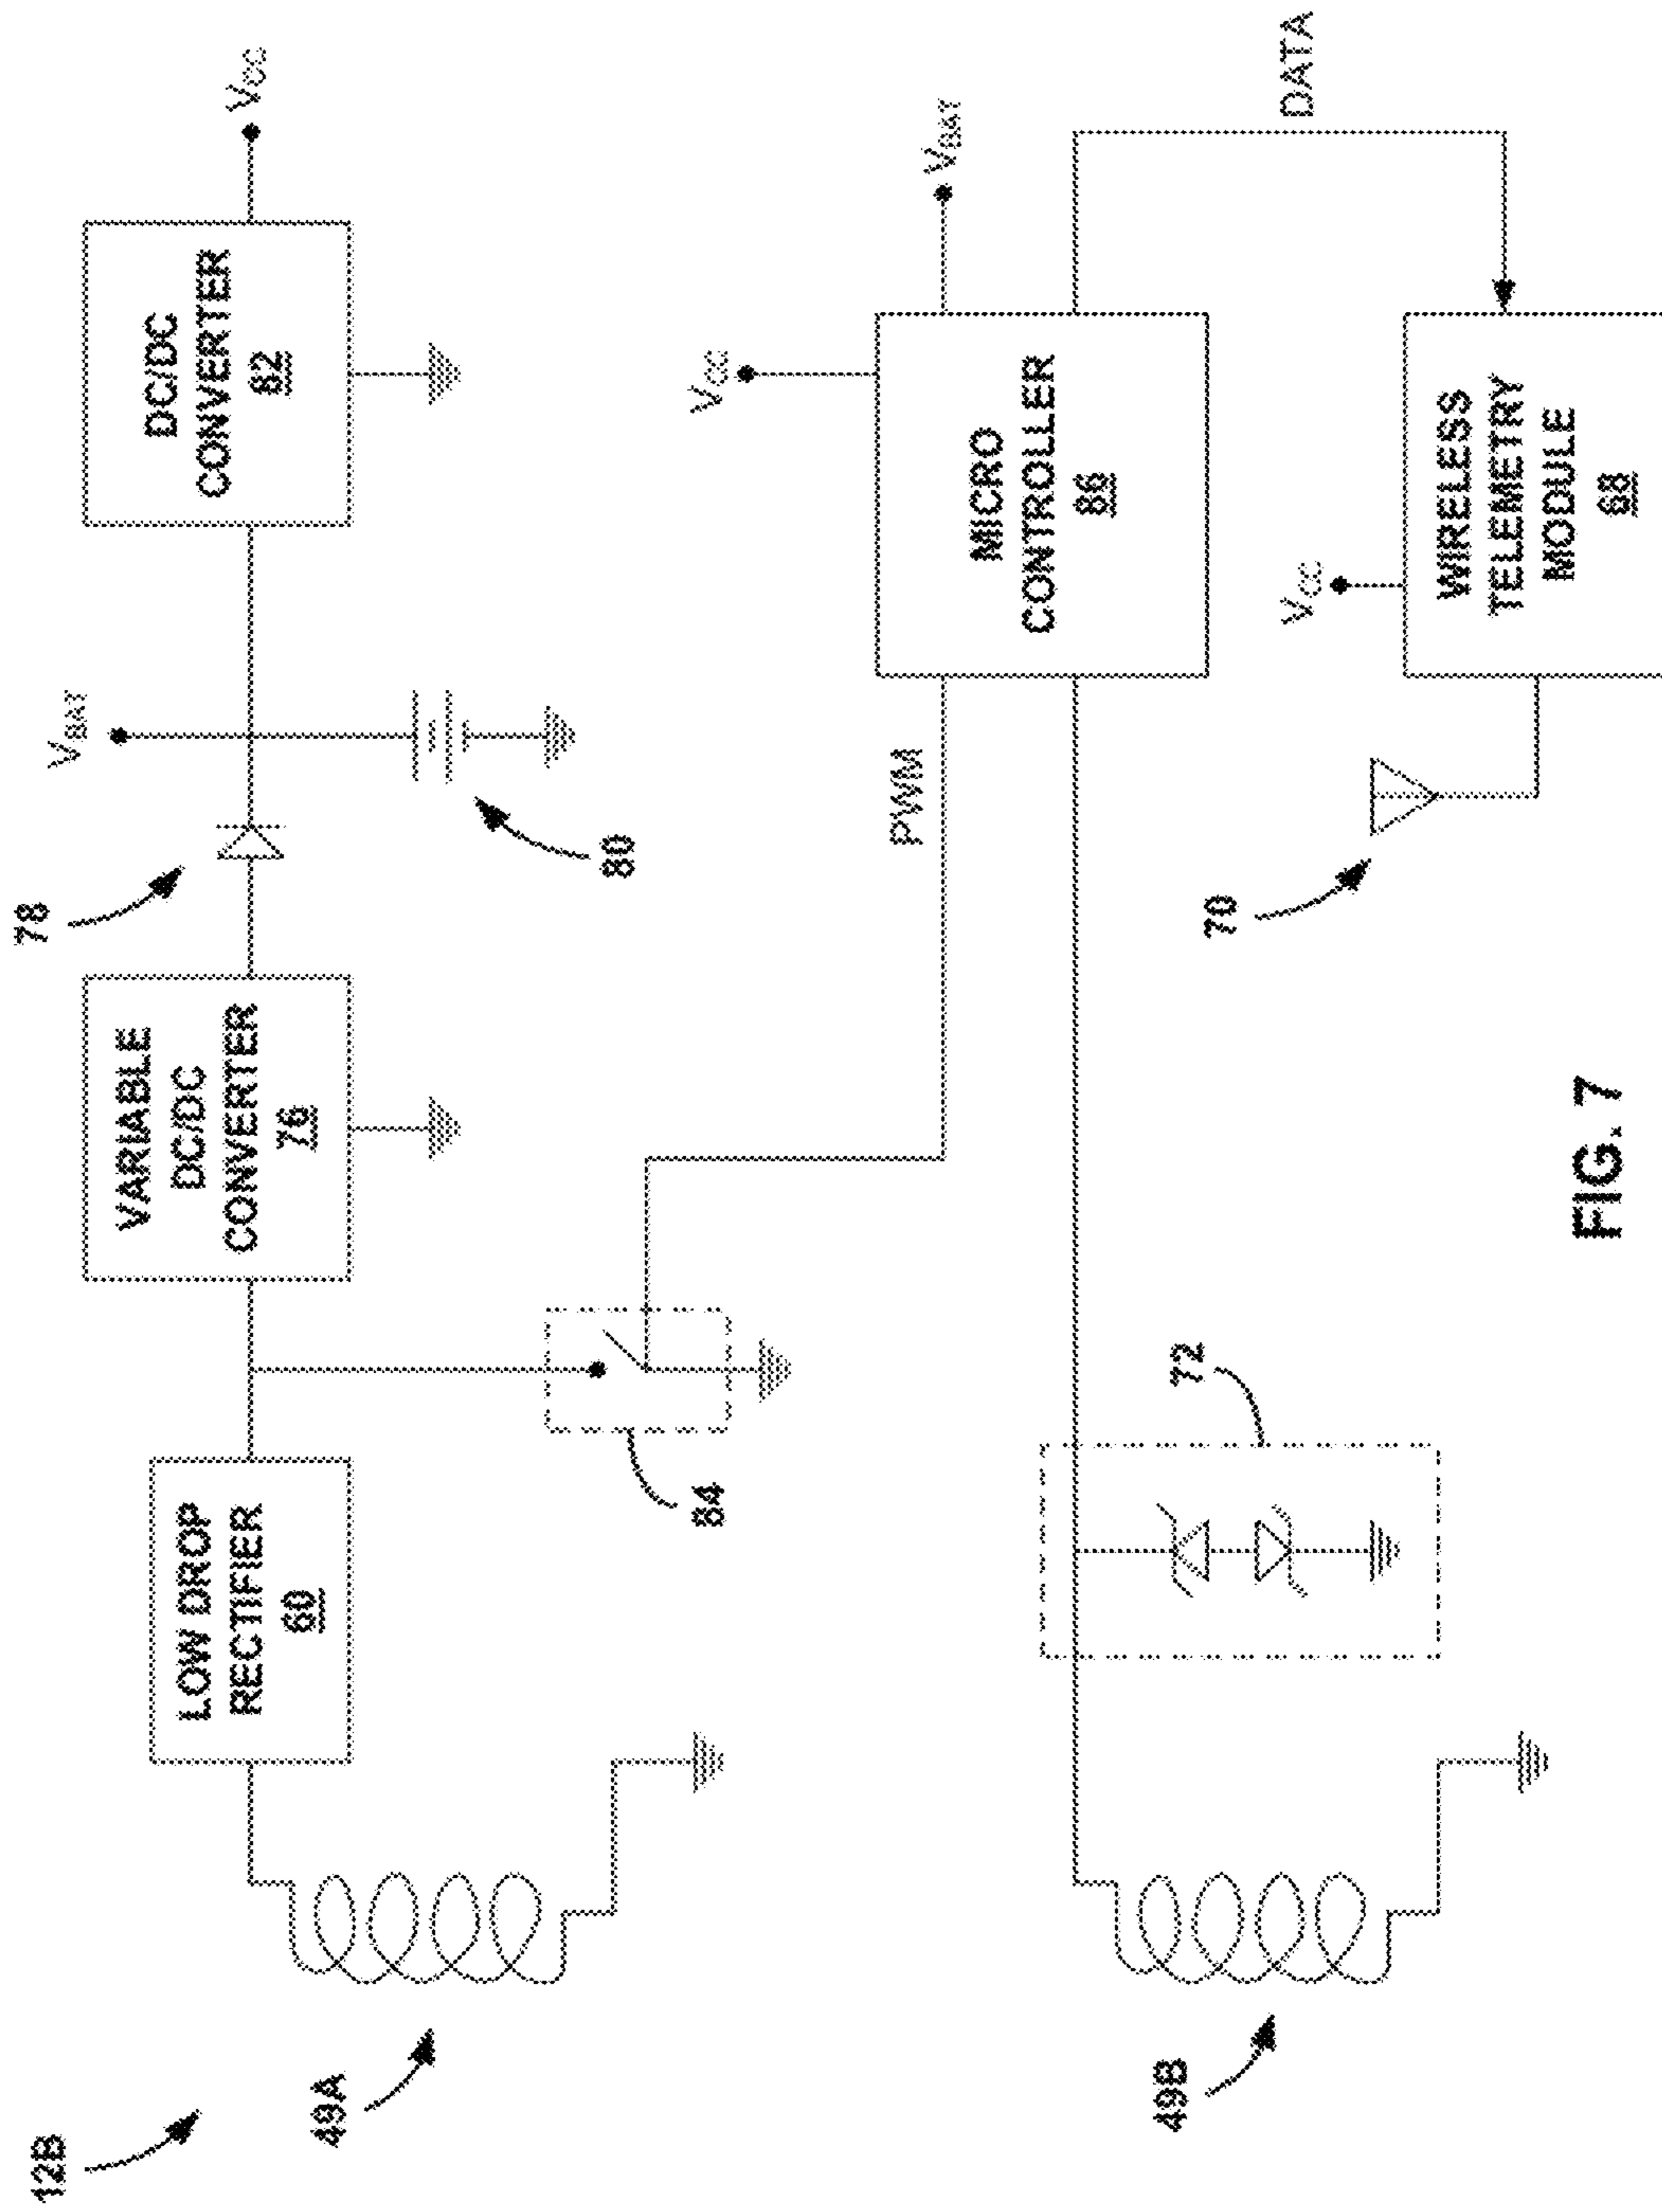 12B
78
VBAT
VCC
LOW DROP
RECTIFIER
60
VARIABLE
DC/DC
CONVERTER
76
DC/DC
CONVERTER
82
49A
84
80
PWM
VCC
VBAT
MICRO
CONTROLLER
86
DATA
49B
72
70
VCC
WIRELESS
TELEMETRY
MODULE
68
FIG. 7